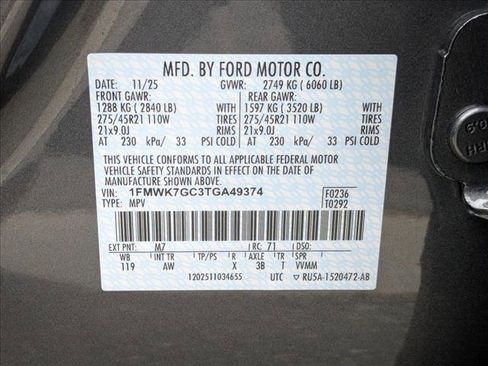 MFD. BY FORD MOTOR CO.
DATE: 11/25 GVWR: 2749 KG ( 6060 LB)
FRONT GAWR: REAR GAWR:
1288 KG ( 2840 LB) WITH 1597 KG ( 3520 LB) WITH
275/45R21 110W TIRES 275/45R21 110W TIRES
21x9.0J RIMS 21x9.0J RIMS
AT 230 kPa/ 33 PSI COLD AT 230 kPa/ 33 PSI COLD
THIS VEHICLE CONFORMS TO ALL APPLICABLE FEDERAL MOTOR
VEHICLE SAFETY STANDARDS IN EFFECT ON THE DATE OF
MANUFACTURE SHOWN ABOVE.
VIN: 1FMWK7GC3TGA49374 F0236
TYPE: MPV T0292
EXT PNT: M7 RC: 71 DSO:
WB INT TR TP/PS R AXLE TR SPR
119 AW X 3B T VVMM
1202511034655 UTC RU5A-1520472-AB